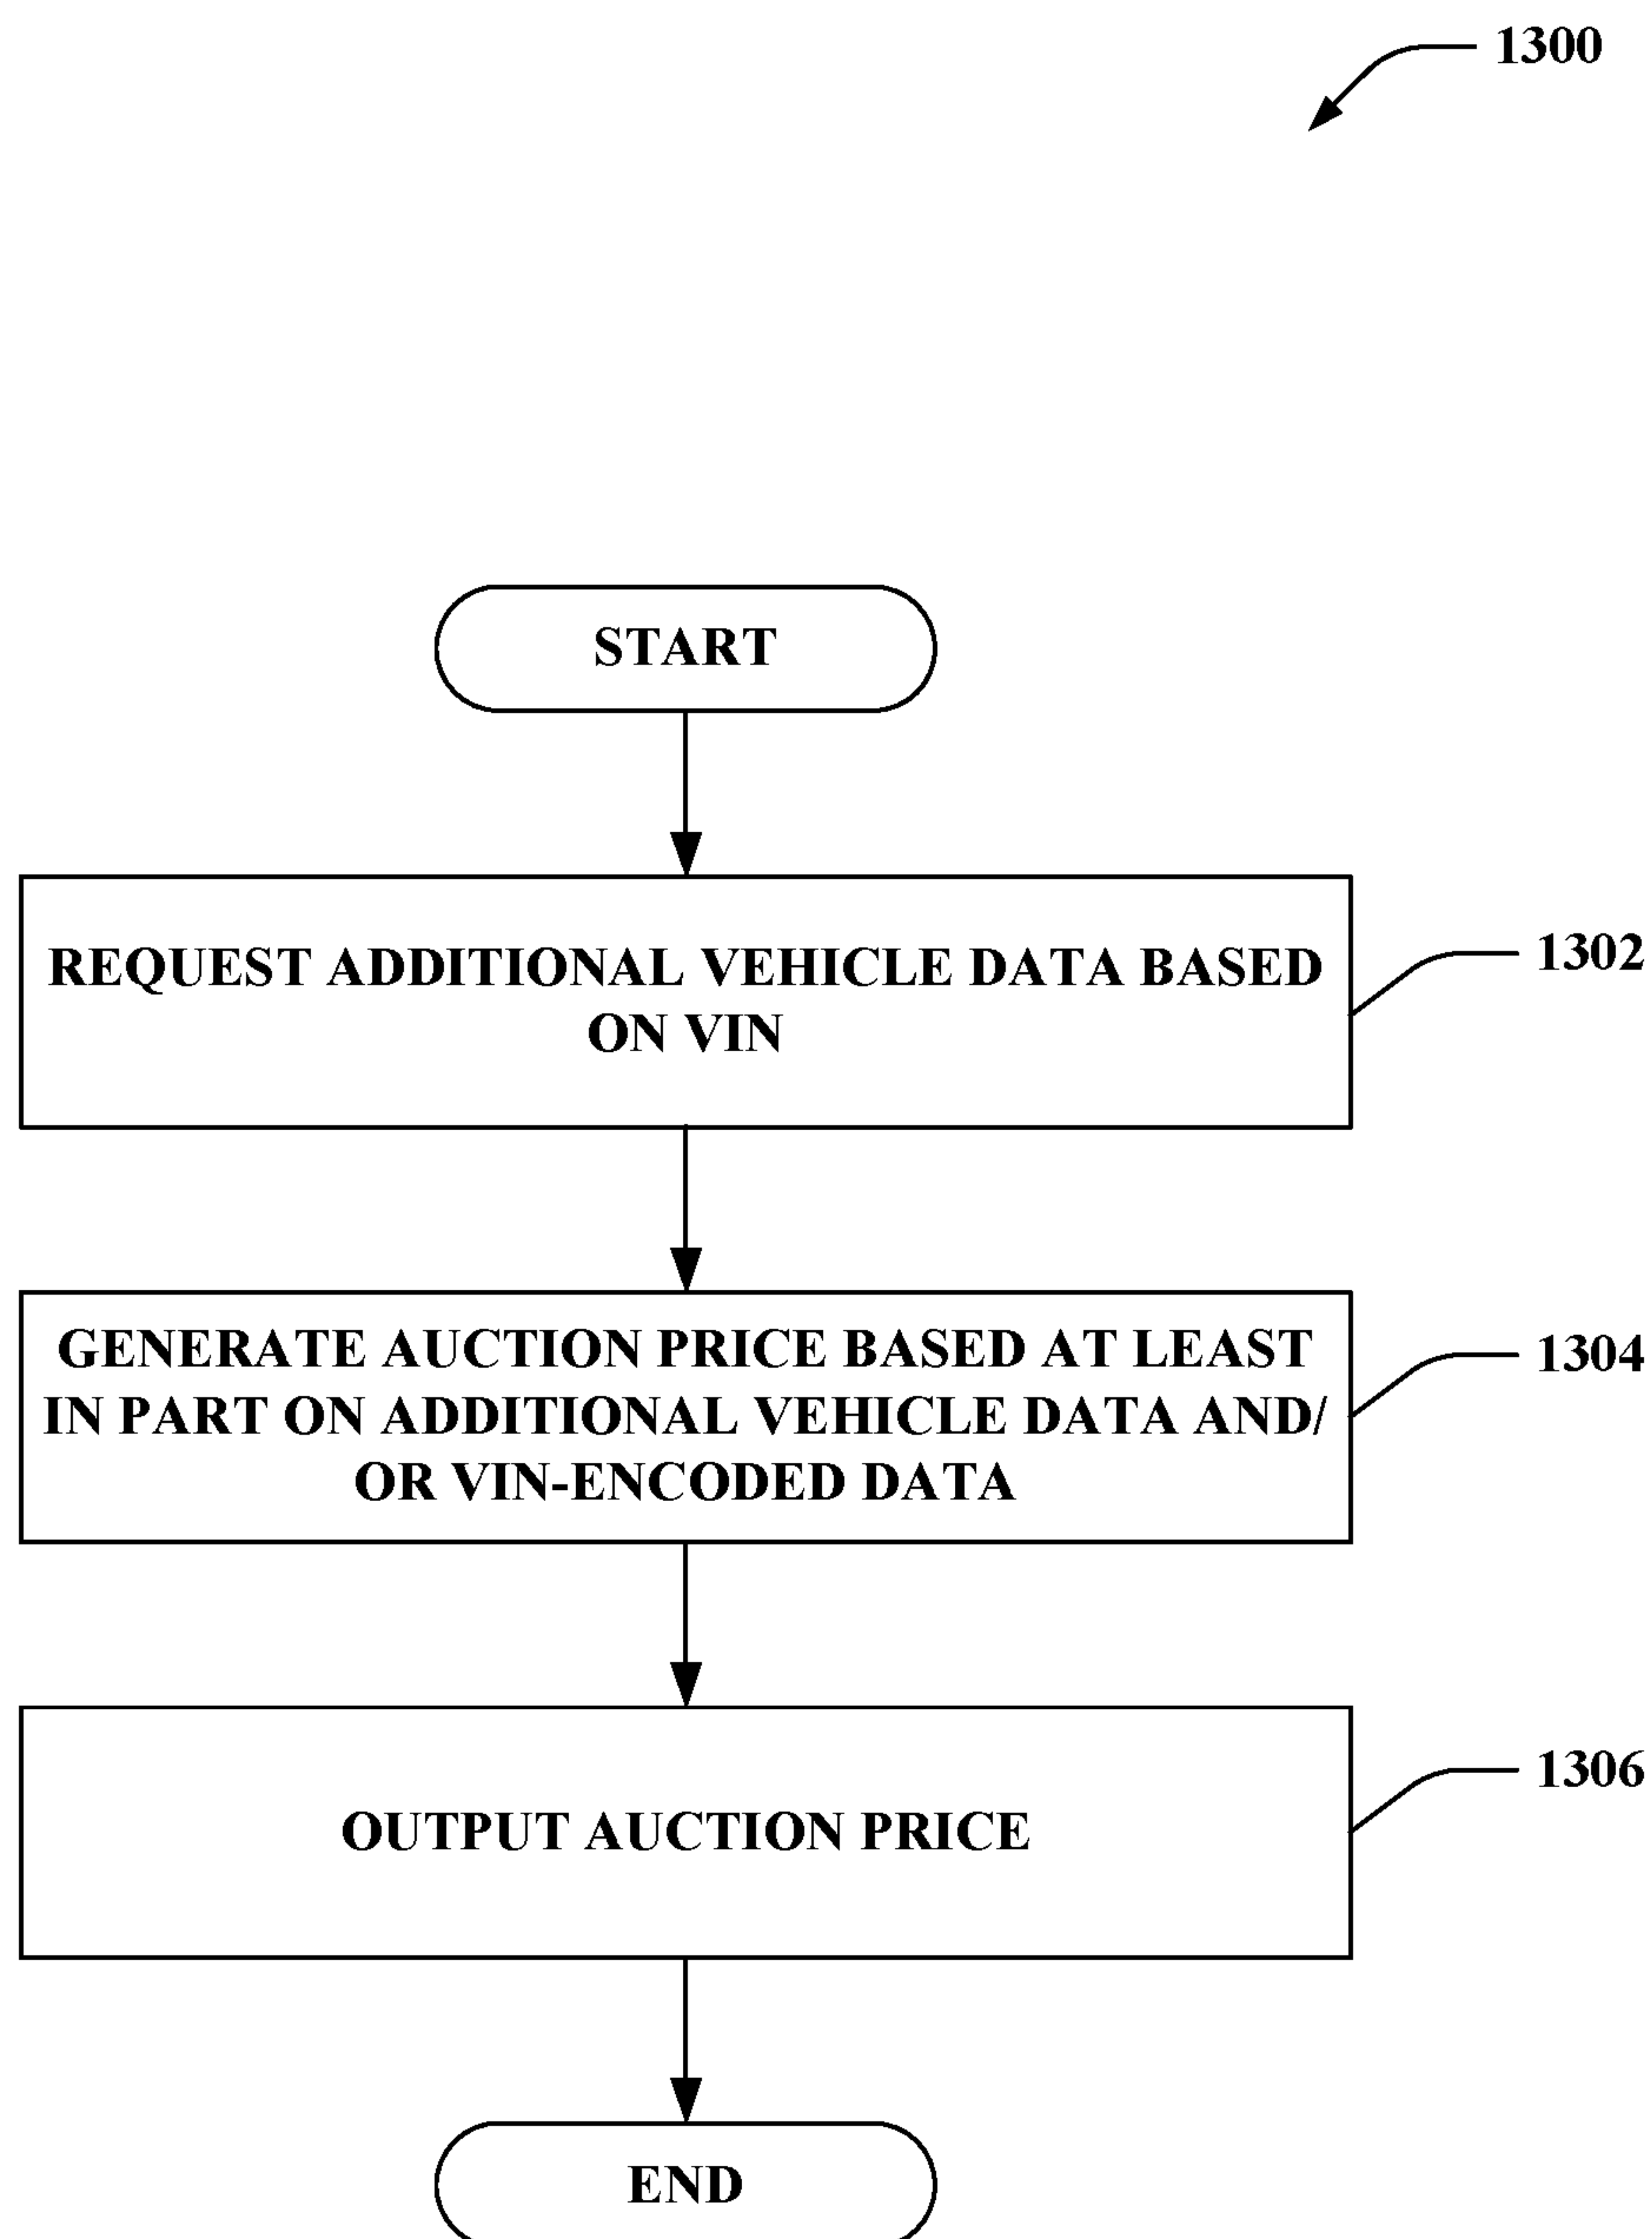 1300
START
REQUEST ADDITIONAL VEHICLE DATA BASED
ON VIN
1302
GENERATE AUCTION PRICE BASED AT LEAST
IN PART ON ADDITIONAL VEHICLE DATA AND/
OR VIN-ENCODED DATA
1304
OUTPUT AUCTION PRICE
1306
END